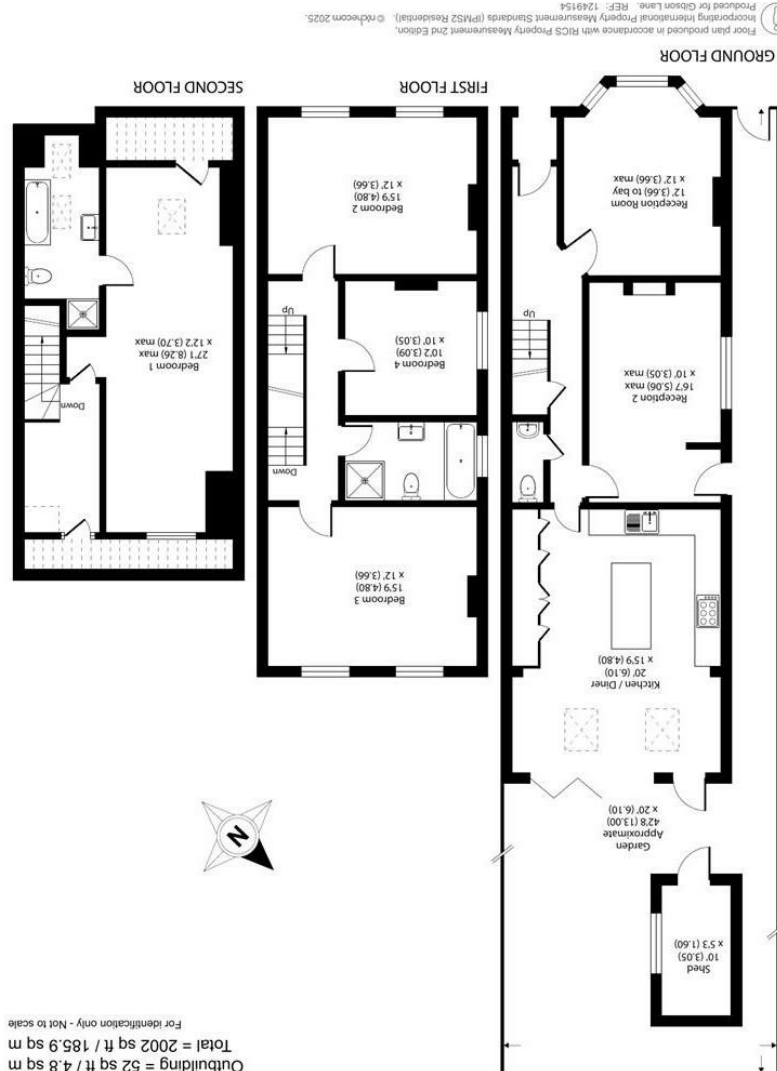 Outbuilding = 52 sq ft / 4.8 sq m
Total = 2002 sq ft / 185.9 sq m
For identification only - Not to scale
Shed
10' (3.05)
x 5'3 (1.60)
Garden
Approximate
42'8 (13.00)
x 20' (6.10)
N
Kitchen / Diner
20' (6.10)
x 15'9 (4.80)
Reception 2
16'7 (5.06) max
x 10' (3.05) max
Up
Reception Room
12' (3.66) to bay
x 12' (3.66) max
GROUND FLOOR
Bedroom 3
15'9 (4.80)
x 12' (3.66)
Down
Bedroom 4
10'2 (3.09)
x 10' (3.05)
Up
Bedroom 2
15'9 (4.80)
x 12' (3.66)
FIRST FLOOR
Down
Bedroom 1
27'1 (8.26) max
x 12'2 (3.70) max
SECOND FLOOR
Floor plan produced in accordance with RICS Property Measurement 2nd Edition,
Incorporating International Property Measurement Standards (IPMS2 Residential). © nichecom 2025.
Produced for Gibson Lane. REF: 1249154